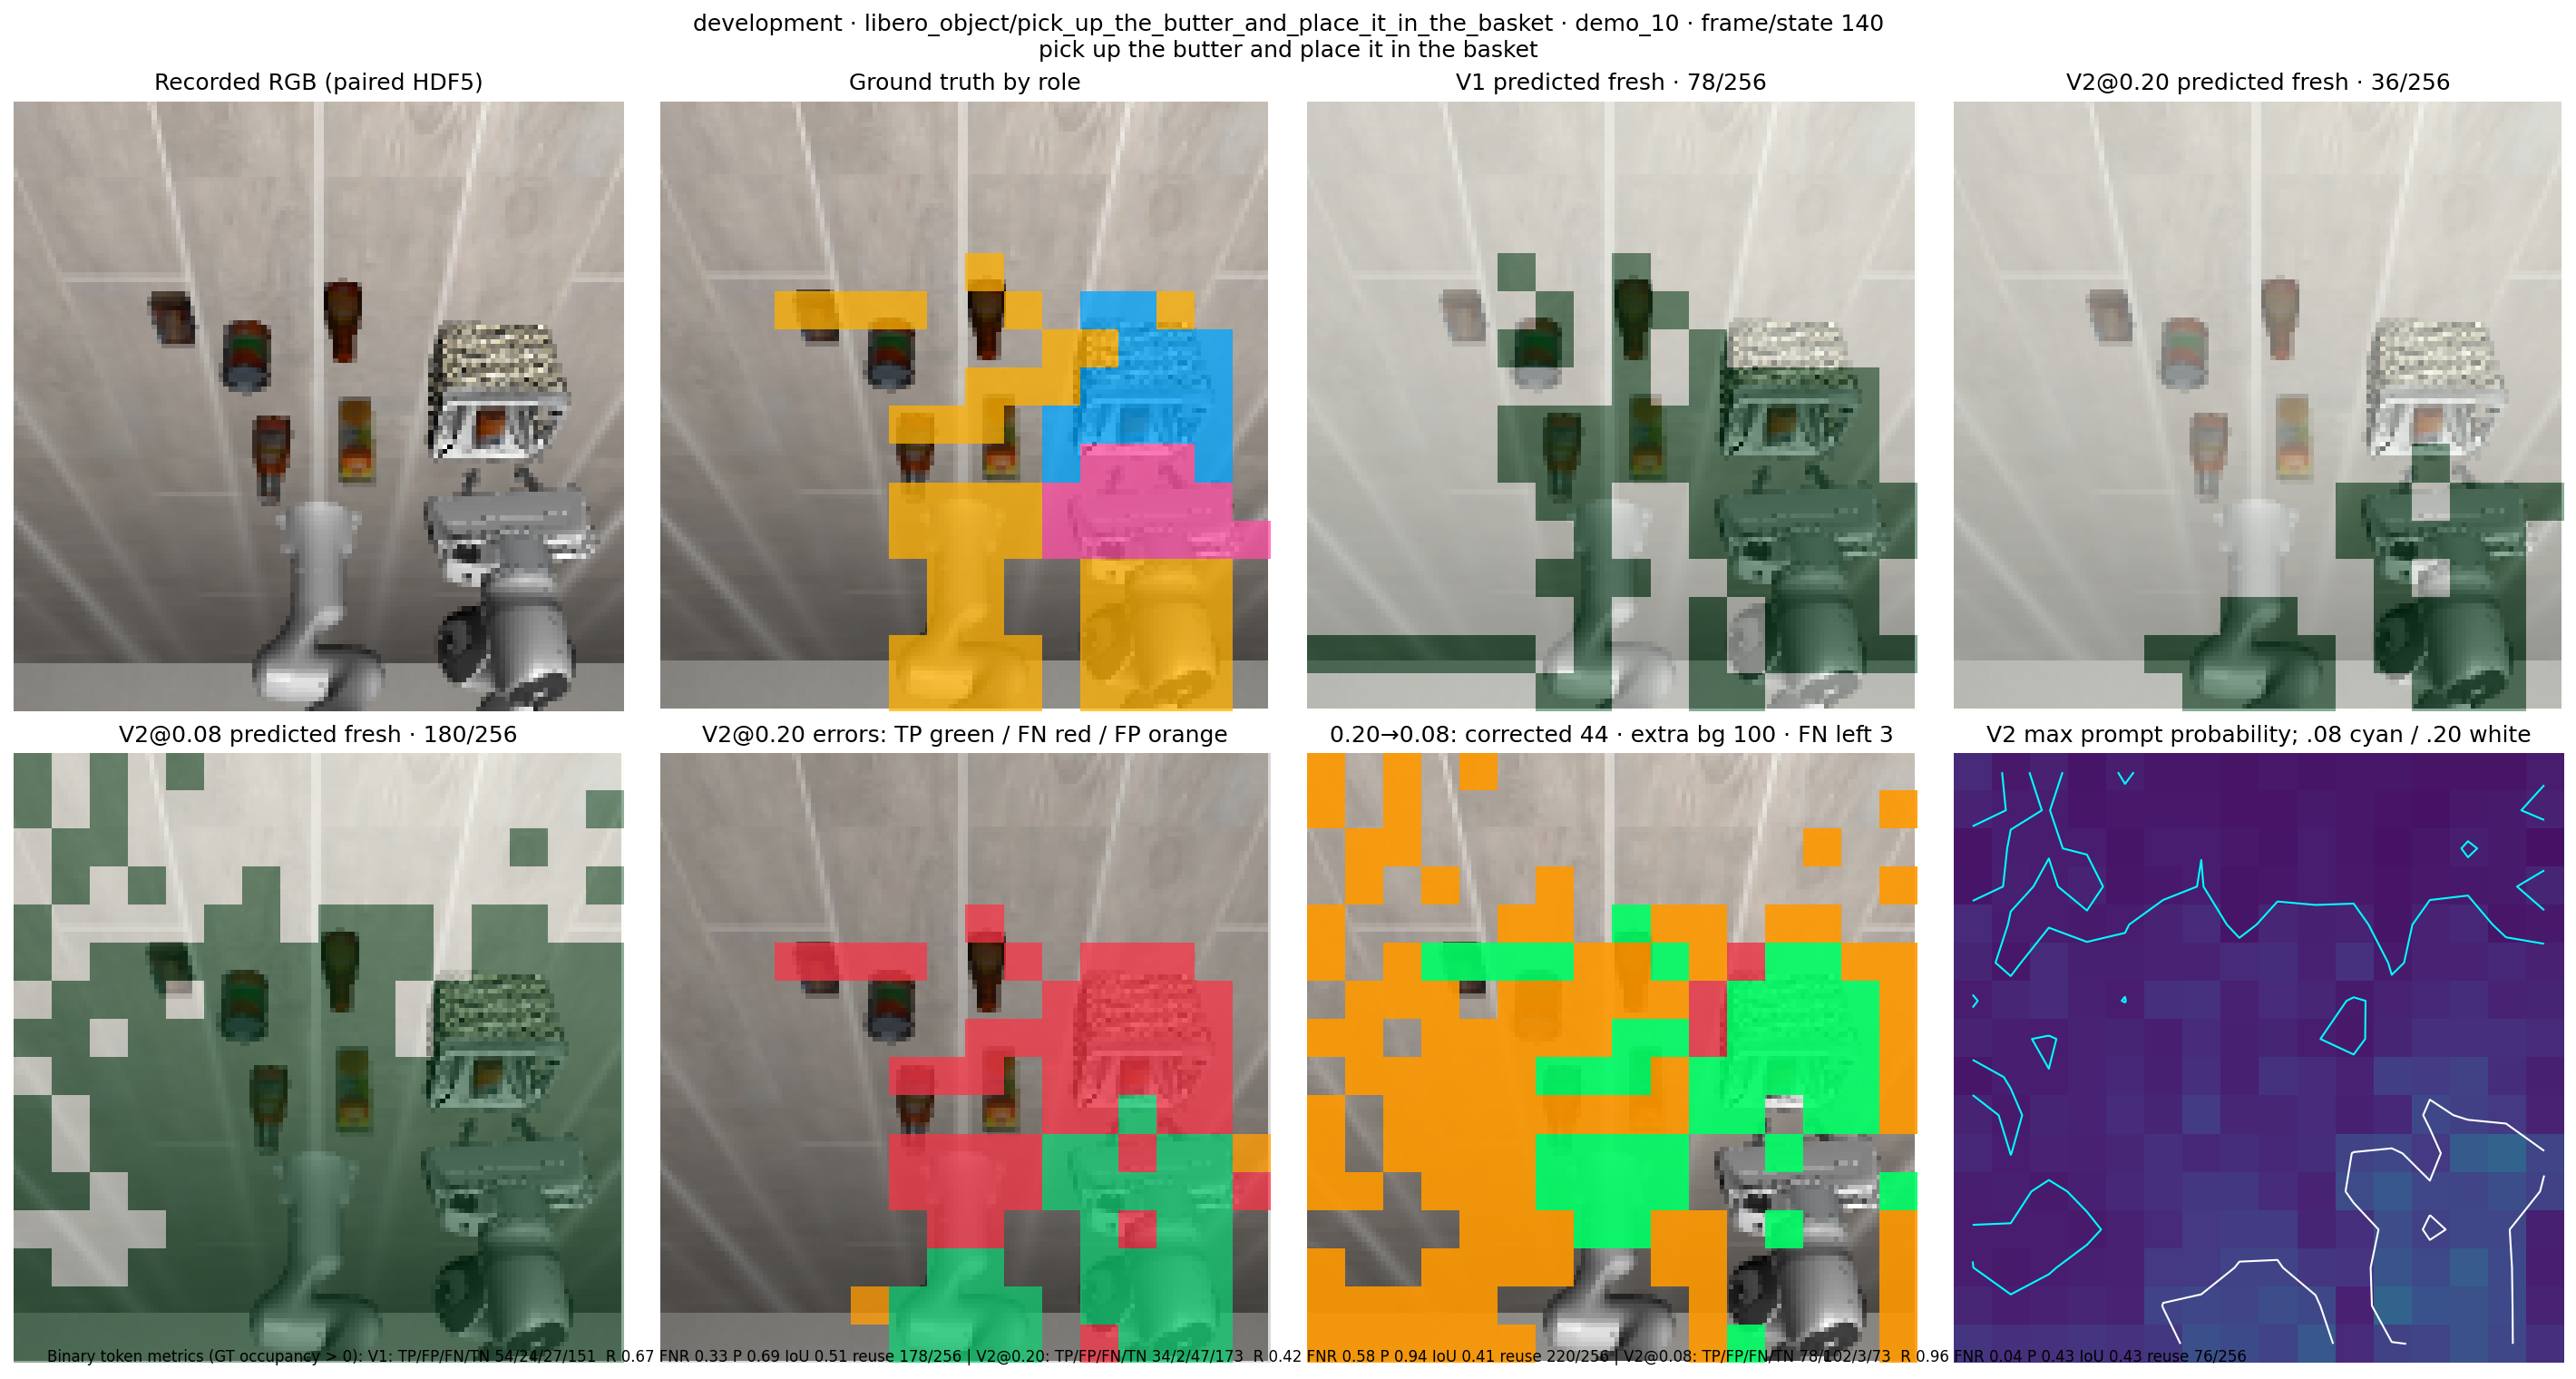 development · libero_object/pick_up_the_butter_and_place_it_in_the_basket · demo_10 · frame/state 140
pick up the butter and place it in the basket
Recorded RGB (paired HDF5)
Ground truth by role
V1 predicted fresh · 78/256
V2@0.20 predicted fresh · 36/256
V2@0.08 predicted fresh · 180/256
V2@0.20 errors: TP green / FN red / FP orange
0.20→0.08: corrected 44 · extra bg 100 · FN left 3
V2 max prompt probability; .08 cyan / .20 white
Binary token metrics (GT occupancy > 0): V1: TP/FP/FN/TN 54/24/27/151 R 0.67 FNR 0.33 P 0.69 IoU 0.51 reuse 178/256 | V2@0.20: TP/FP/FN/TN 34/2/47/173 R 0.42 FNR 0.58 P 0.94 IoU 0.41 reuse 220/256 | V2@0.08: TP/FP/FN/TN 78/102/3/73 R 0.96 FNR 0.04 P 0.43 IoU 0.43 reuse 76/256